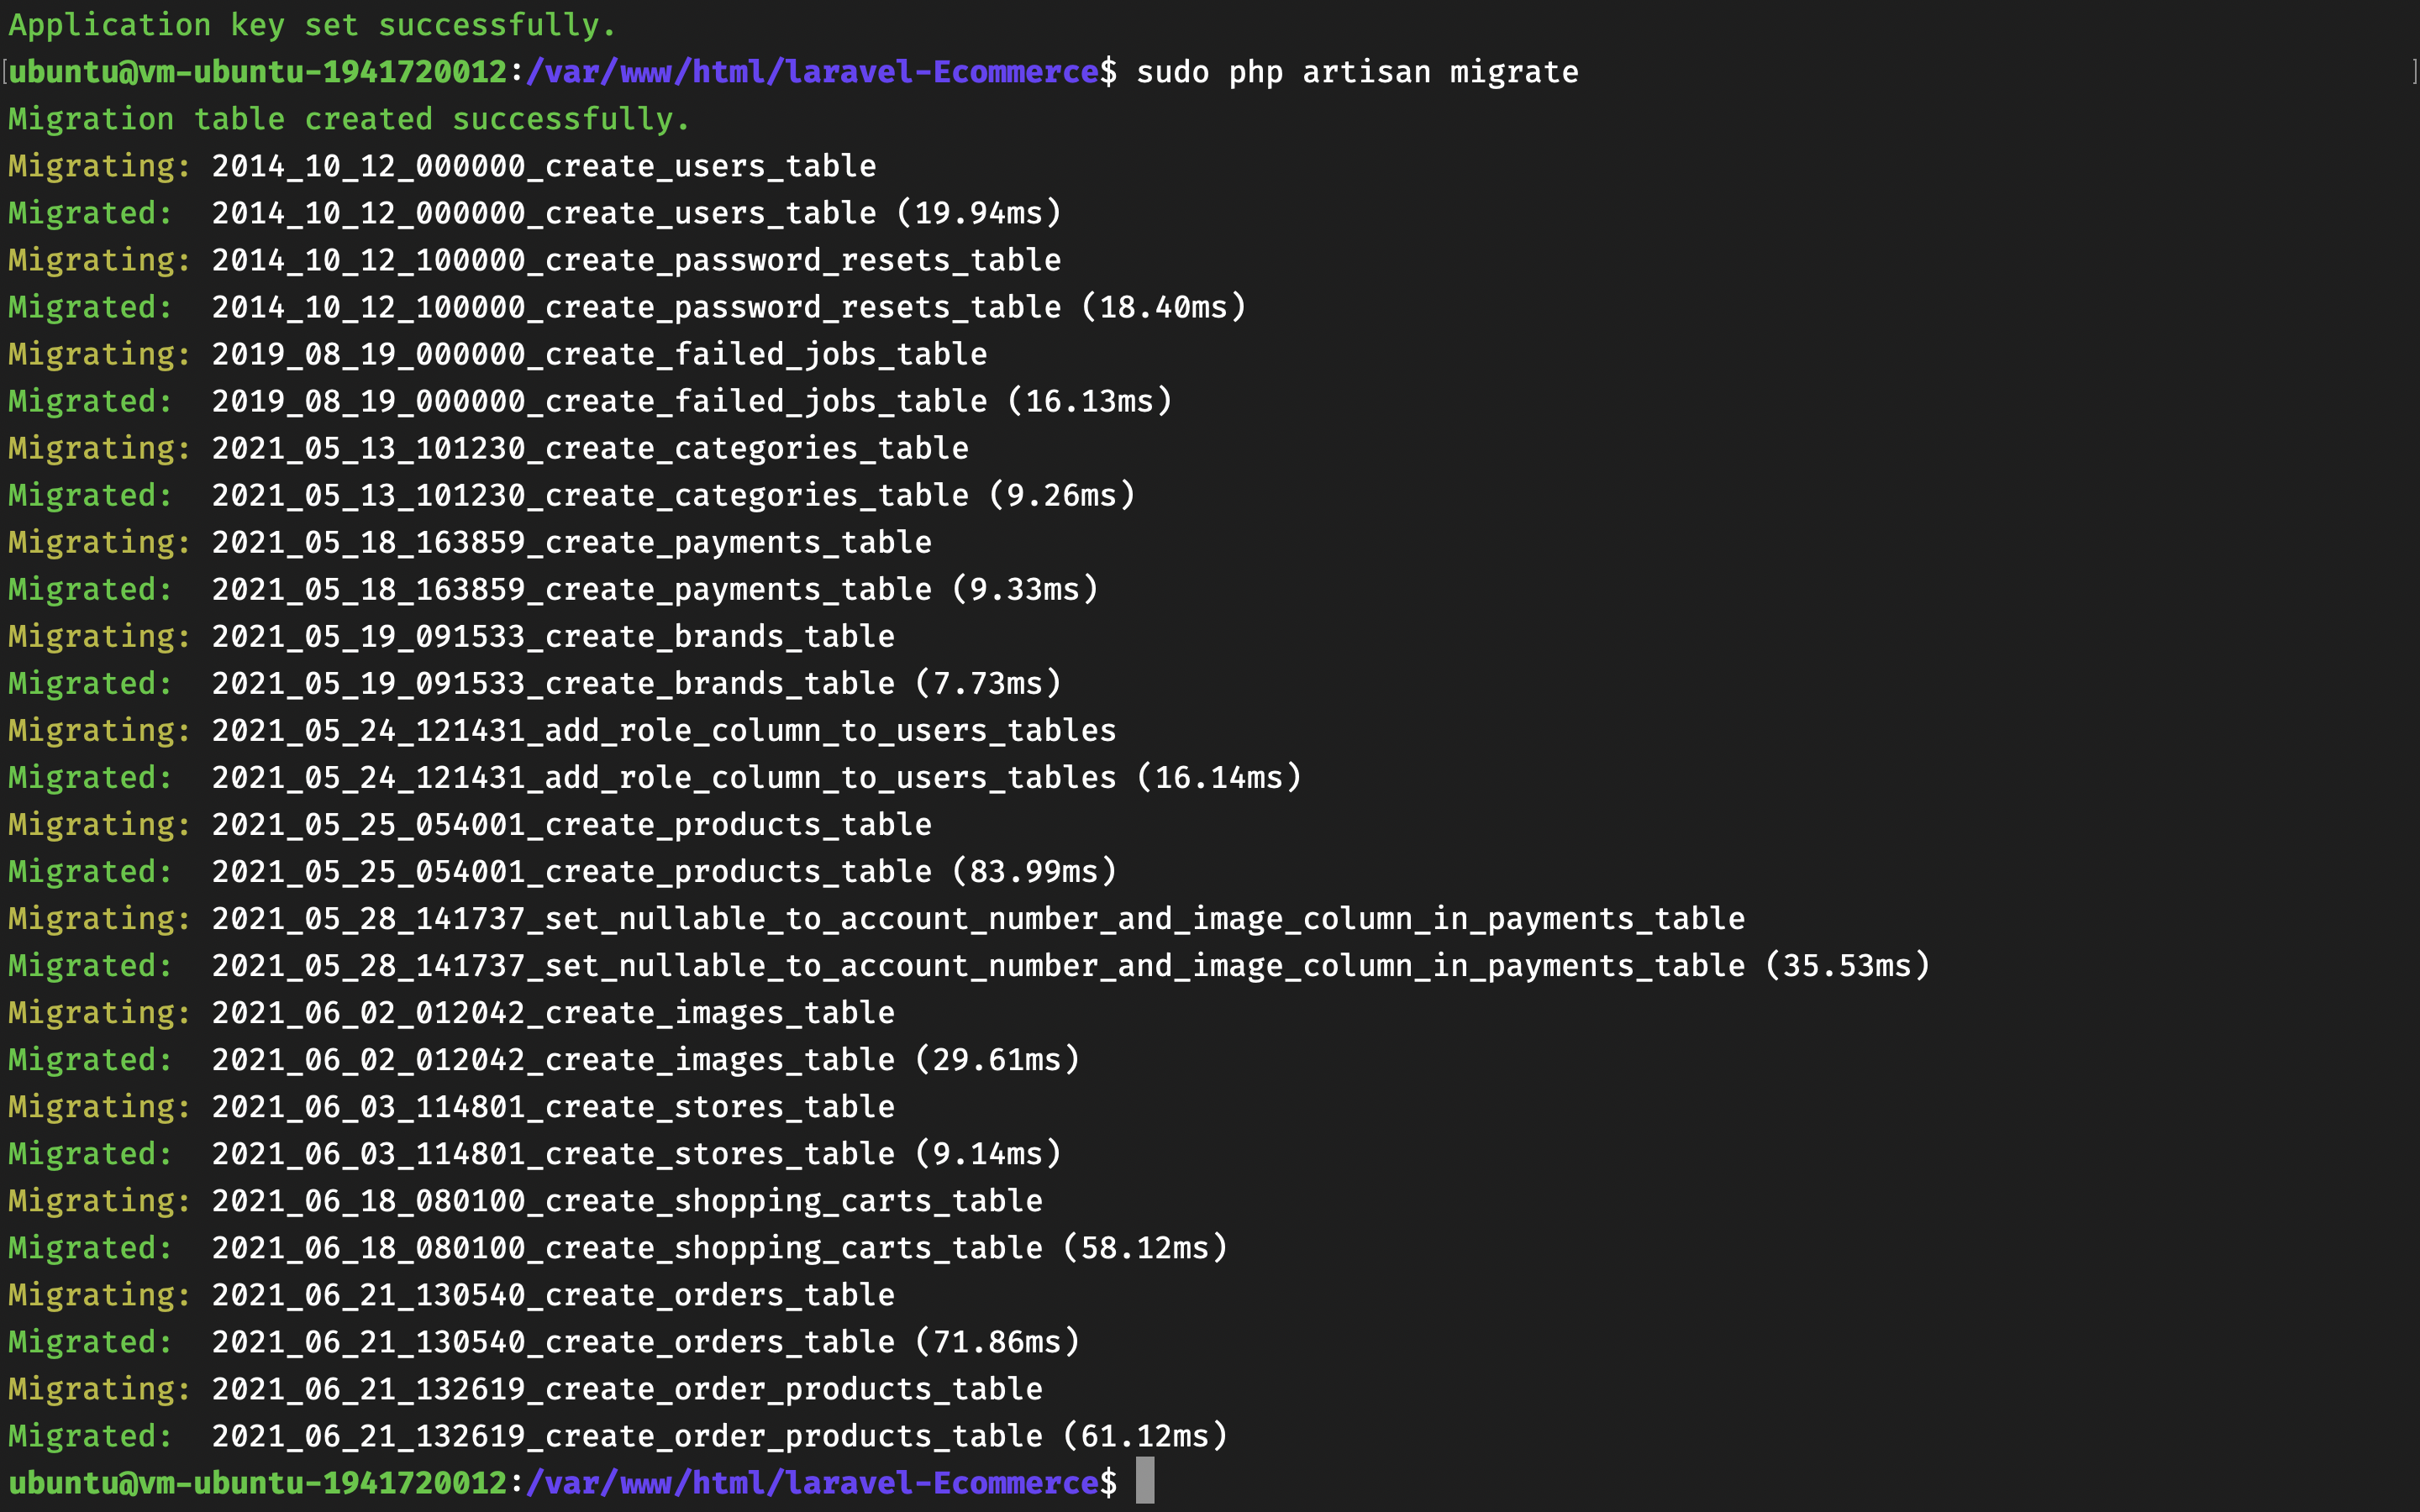 Application key set successfully.
[ubuntu@vm-ubuntu-1941720012:/var/www/html/laravel-Ecommerce$ sudo php artisan migrate ]
Migration table created successfully.
Migrating: 2014_10_12_000000_create_users_table
Migrated:  2014_10_12_000000_create_users_table (19.94ms)
Migrating: 2014_10_12_100000_create_password_resets_table
Migrated:  2014_10_12_100000_create_password_resets_table (18.40ms)
Migrating: 2019_08_19_000000_create_failed_jobs_table
Migrated:  2019_08_19_000000_create_failed_jobs_table (16.13ms)
Migrating: 2021_05_13_101230_create_categories_table
Migrated:  2021_05_13_101230_create_categories_table (9.26ms)
Migrating: 2021_05_18_163859_create_payments_table
Migrated:  2021_05_18_163859_create_payments_table (9.33ms)
Migrating: 2021_05_19_091533_create_brands_table
Migrated:  2021_05_19_091533_create_brands_table (7.73ms)
Migrating: 2021_05_24_121431_add_role_column_to_users_tables
Migrated:  2021_05_24_121431_add_role_column_to_users_tables (16.14ms)
Migrating: 2021_05_25_054001_create_products_table
Migrated:  2021_05_25_054001_create_products_table (83.99ms)
Migrating: 2021_05_28_141737_set_nullable_to_account_number_and_image_column_in_payments_table
Migrated:  2021_05_28_141737_set_nullable_to_account_number_and_image_column_in_payments_table (35.53ms)
Migrating: 2021_06_02_012042_create_images_table
Migrated:  2021_06_02_012042_create_images_table (29.61ms)
Migrating: 2021_06_03_114801_create_stores_table
Migrated:  2021_06_03_114801_create_stores_table (9.14ms)
Migrating: 2021_06_18_080100_create_shopping_carts_table
Migrated:  2021_06_18_080100_create_shopping_carts_table (58.12ms)
Migrating: 2021_06_21_130540_create_orders_table
Migrated:  2021_06_21_130540_create_orders_table (71.86ms)
Migrating: 2021_06_21_132619_create_order_products_table
Migrated:  2021_06_21_132619_create_order_products_table (61.12ms)
ubuntu@vm-ubuntu-1941720012:/var/www/html/laravel-Ecommerce$